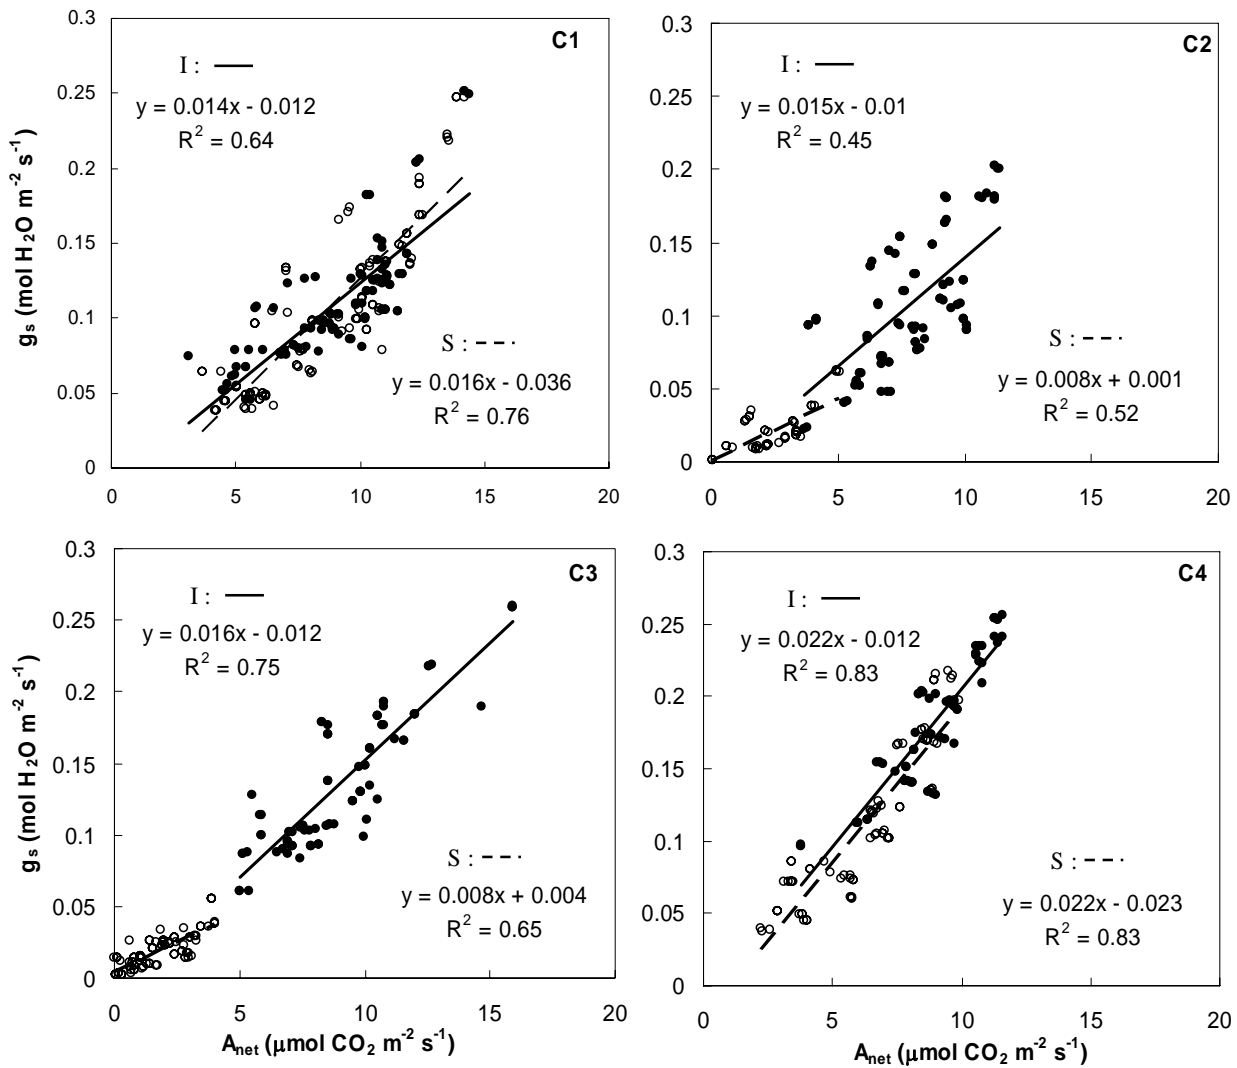 C1
I :
y = 0.014x - 0.012
R² = 0.64
S :
y = 0.016x - 0.036
R² = 0.76
g_s (mol H₂O m⁻² s⁻¹)
0.3
0.25
0.2
0.15
0.1
0.05
0
0 5 10 15 20
C2
I :
y = 0.015x - 0.01
R² = 0.45
S :
y = 0.008x + 0.001
R² = 0.52
0.3
0.25
0.2
0.15
0.1
0.05
0
0 5 10 15 20
C3
I :
y = 0.016x - 0.012
R² = 0.75
S :
y = 0.008x + 0.004
R² = 0.65
g_s (mol H₂O m⁻² s⁻¹)
0.3
0.25
0.2
0.15
0.1
0.05
0
0 5 10 15 20
A_net (μmol CO₂ m⁻² s⁻¹)
C4
I :
y = 0.022x - 0.012
R² = 0.83
S :
y = 0.022x - 0.023
R² = 0.83
0.3
0.25
0.2
0.15
0.1
0.05
0
0 5 10 15 20
A_net (μmol CO₂ m⁻² s⁻¹)